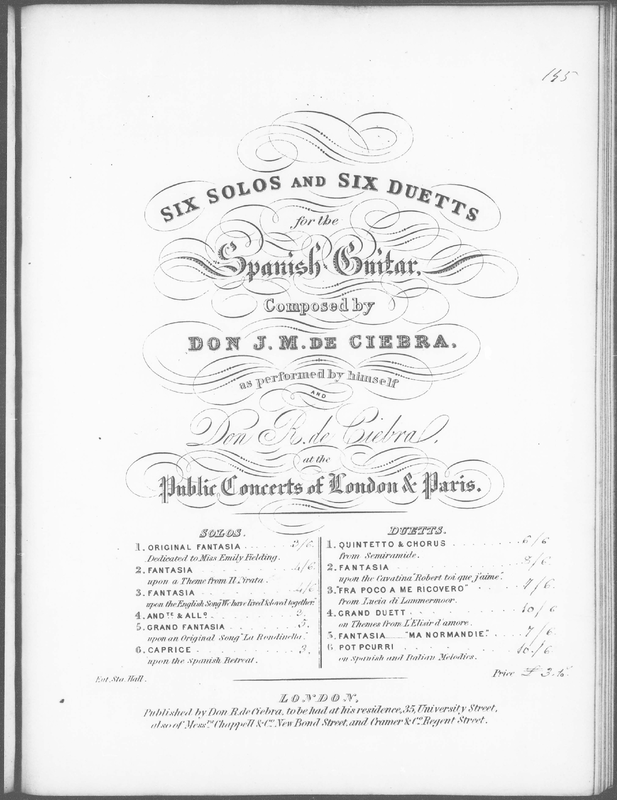 155
SIX SOLOS AND SIX DUETTS
for the
Spanish Guitar.
Composed by
DON J. M. DE CIEBRA.
as performed by himself
AND
Don R. de Ciebra,
at the
Public Concerts of London & Paris.
SOLOS.
1. ORIGINAL FANTASIA 3/6.
Dedicated to Miss Emily Fielding.
2. FANTASIA 4/6
upon a Theme from Il Pirata.
3. FANTASIA 4/6
upon the English Song "We have lived & loved together."
4. AND.TE & ALL.O 3.
5. GRAND FANTASIA 5.
upon an Original Song "La Rondinella."
6. CAPRICE 3.
upon the Spanish Retreat.
DUETTS.
1. QUINTETTO & CHORUS 6/6
from Semiramide.
2. FANTASIA 3/6
upon the Cavatina "Robert toi que j'aime."
3. "FRA POCO A ME RICOVERO" 4/6
from Lucia di Lammermoor.
4. GRAND DUETT 10/6
on Themes from L'Elisir d'amore.
5. FANTASIA "MA NORMANDIE." 7/6
6 POT POURRI 10/6
on Spanish and Italian Melodies.
Ent. Sta. Hall.
Price
LONDON,
Published by Don R. de Ciebra, to be had at his residence, 35, University Street,
also of Mess.rs Chappell & C.o, New Bond Street, and Cramer & C.o Regent Street.